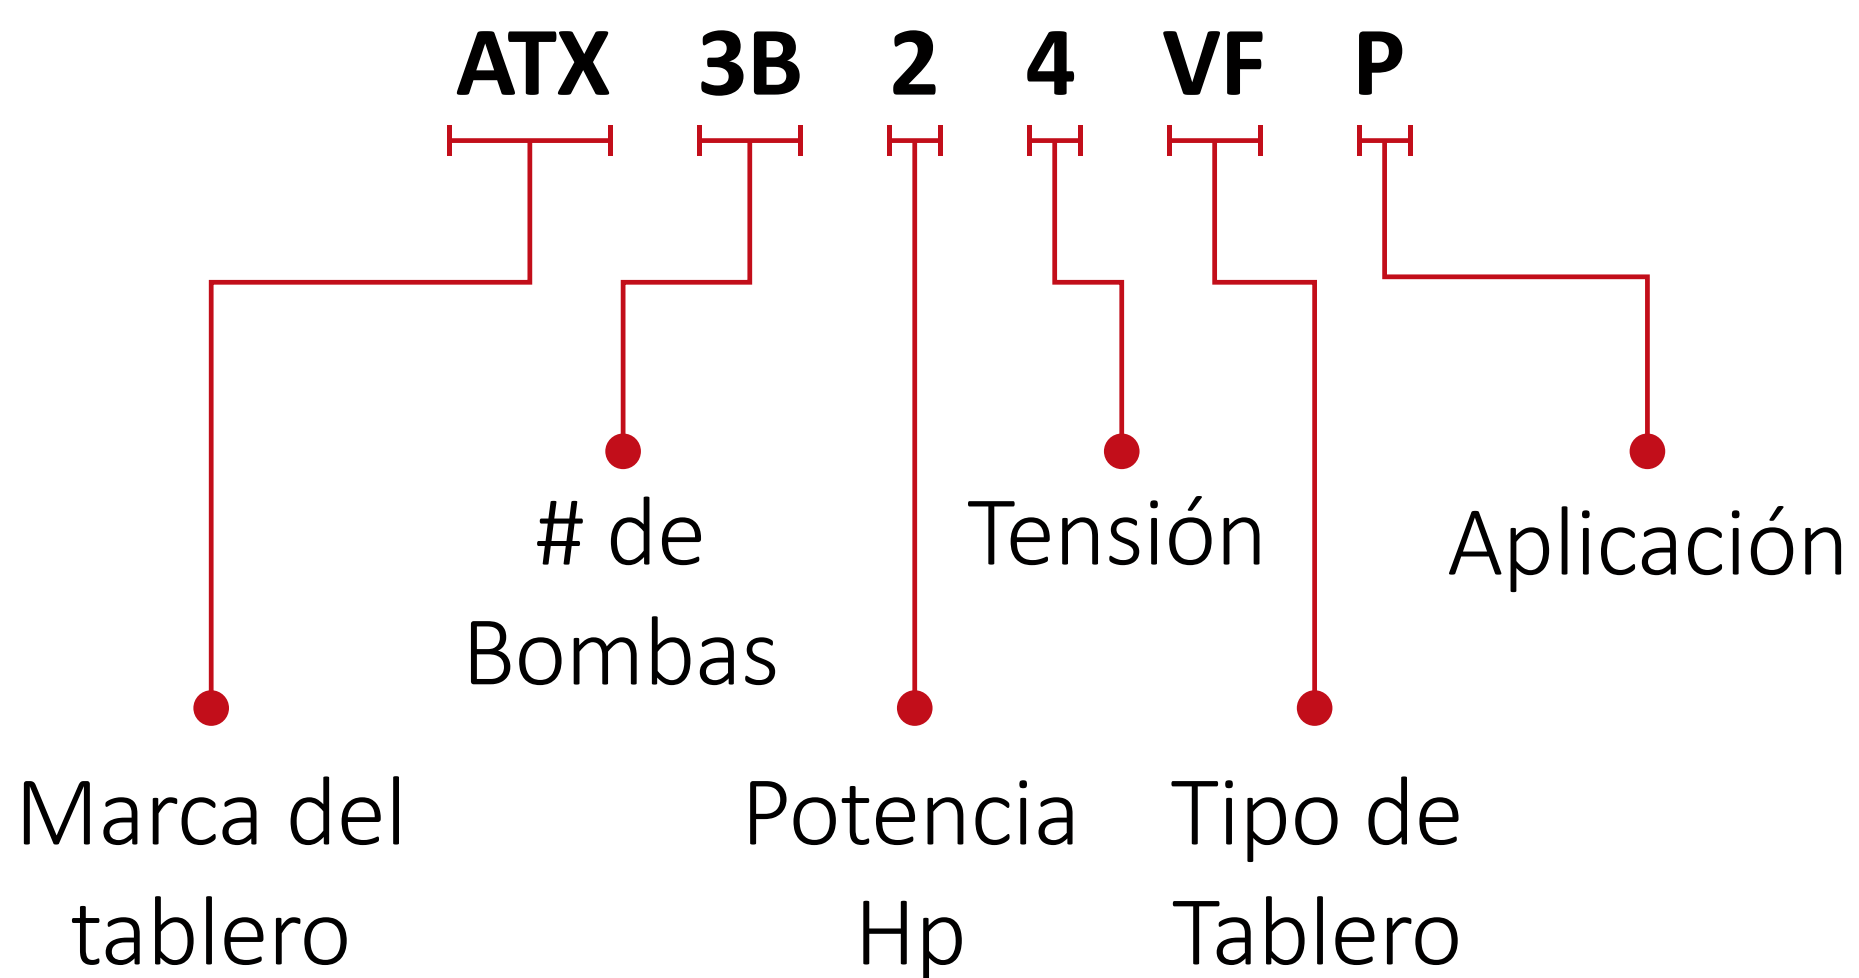 ATX 3B 2 4 VF P
# de
Bombas
Tensión
Aplicación
Marca del
tablero
Potencia
Hp
Tipo de
Tablero